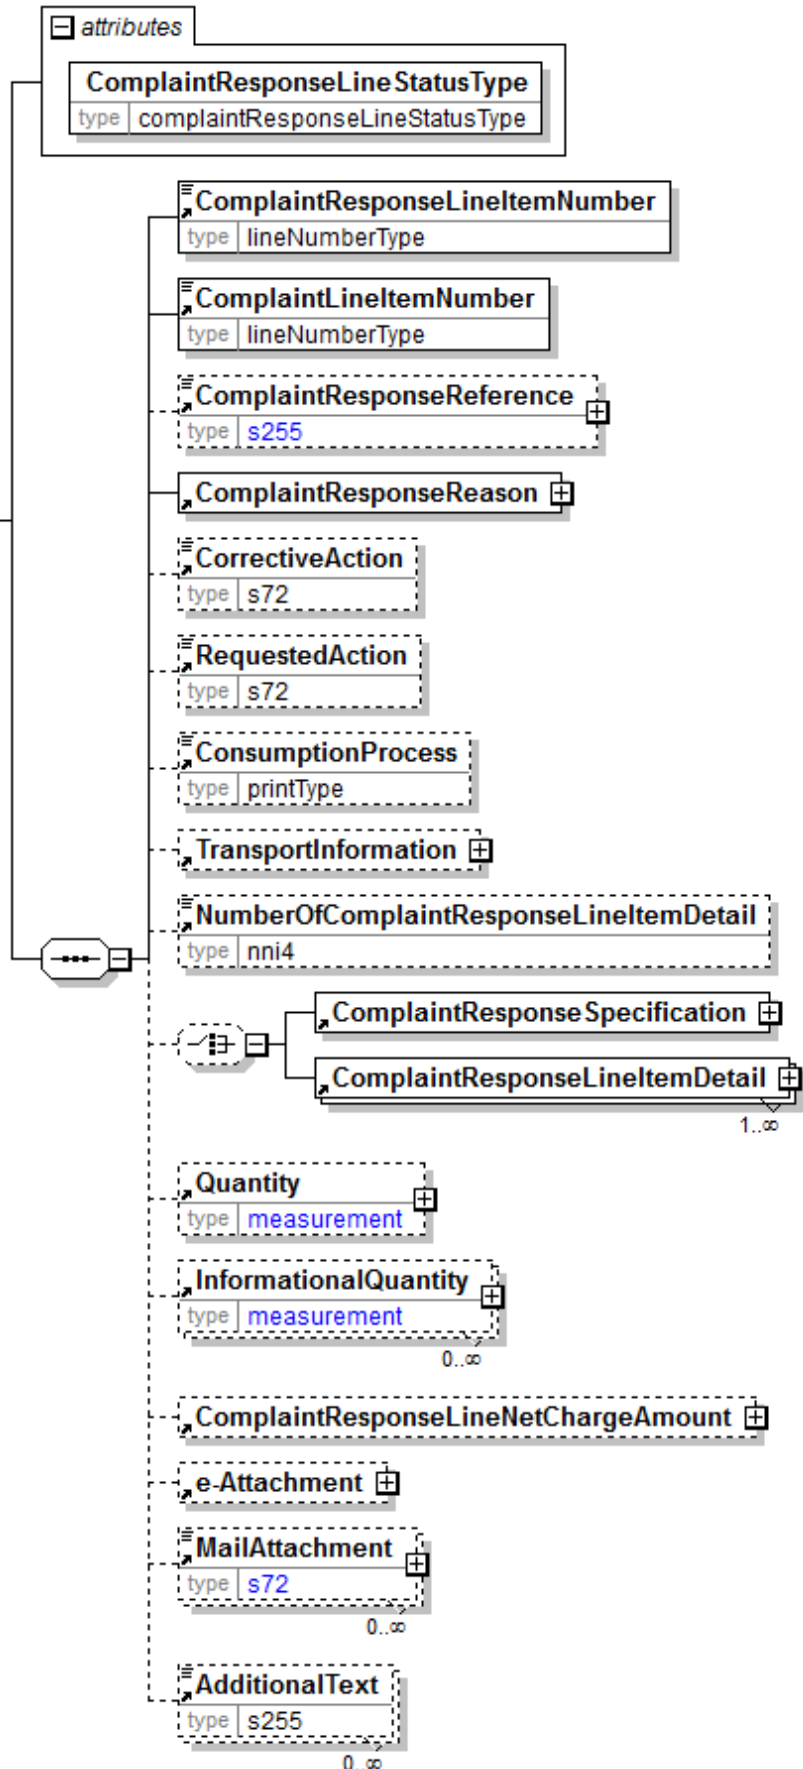 attributes
ComplaintResponseLineStatusType
type complaintResponseLineStatusType
ComplaintResponseLineItemNumber
type lineNumberType
ComplaintLineItemNumber
type lineNumberType
ComplaintResponseReference
type s255
ComplaintResponseReason
CorrectiveAction
type s72
RequestedAction
type s72
ConsumptionProcess
type printType
TransportInformation
NumberOfComplaintResponseLineItemDetail
type nni4
ComplaintResponseSpecification
ComplaintResponseLineItemDetail
1..∞
Quantity
type measurement
InformationalQuantity
type measurement
0..∞
ComplaintResponseLineNetChargeAmount
e-Attachment
MailAttachment
type s72
0..∞
AdditionalText
type s255
0..∞